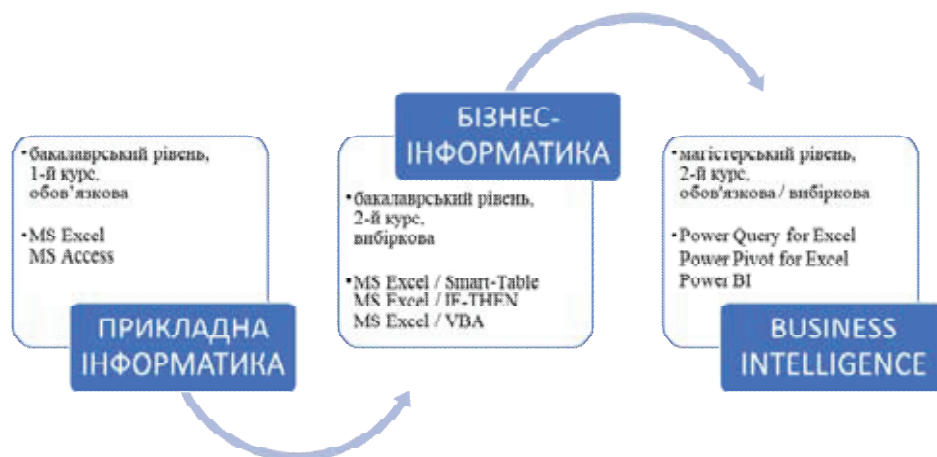 •бакалаврський рівень,
1-й курс.
обов'язкова
•MS Excel
MS Access
ПРИКЛАДНА
ІНФОРМАТИКА
БІЗНЕС-
ІНФОРМАТИКА
•бакалаврський рівень,
2-й курс.
вибіркова
•MS Excel / Smart-Table
MS Excel / IF-THEN
MS Excel / VBA
•магістерський рівень,
2-й курс.
обов'язкова / вибіркова
•Power Query for Excel
Power Pivot for Excel
Power BI
BUSINESS
INTELLIGENCE